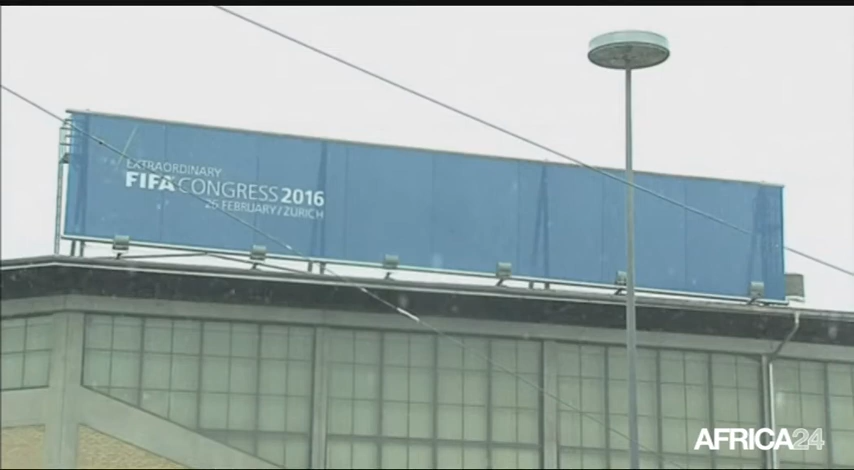 EXTRAORDINARY
FIFA CONGRESS 2016
26 FEBRUARY / ZURICH
AFRICA24